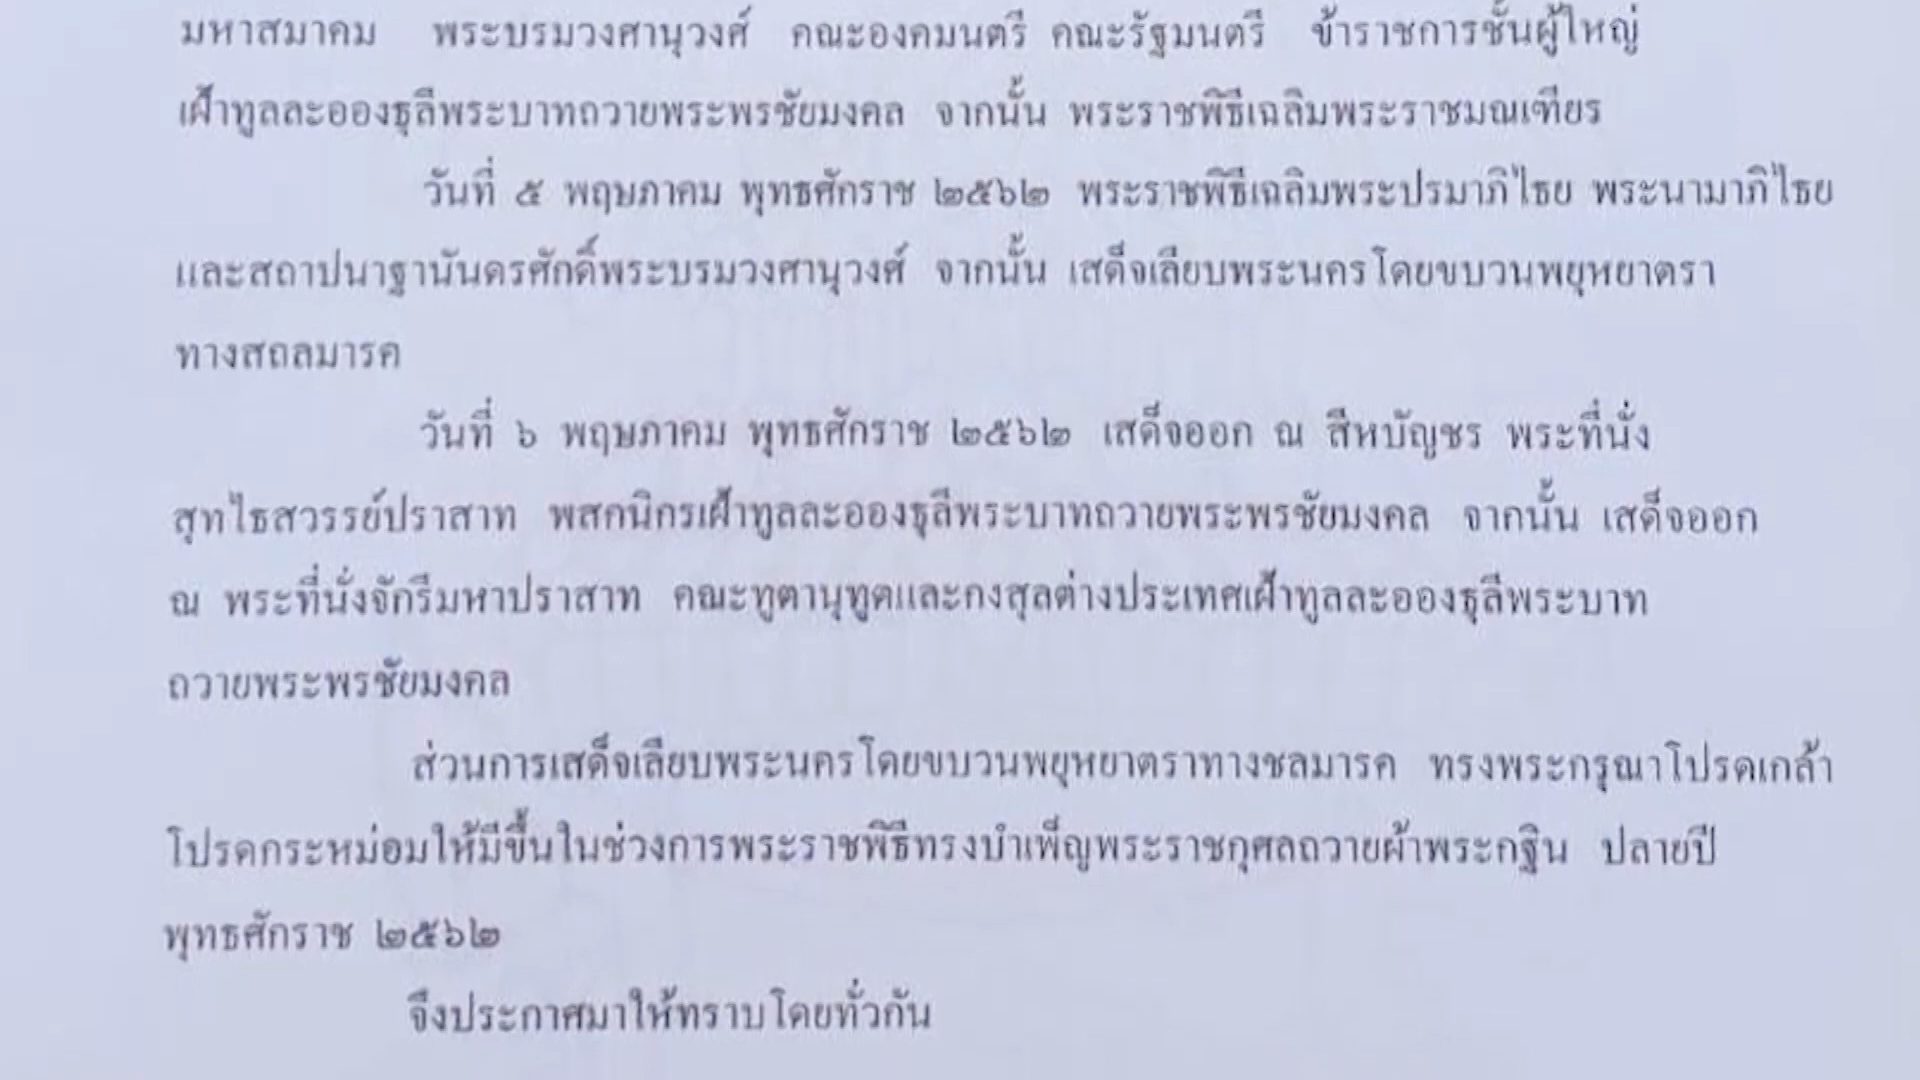 มหาสมาคม พระบรมวงศานุวงศ์ คณะองคมนตรี คณะรัฐมนตรี ข้าราชการชั้นผู้ใหญ่
เฝ้าทูลละอองธุลีพระบาทถวายพระพรชัยมงคล จากนั้น พระราชพิธีเฉลิมพระราชมณเฑียร
วันที่ ๕ พฤษภาคม พุทธศักราช ๒๕๖๒ พระราชพิธีเฉลิมพระปรมาภิไธย พระนามาภิไธย
และสถาปนาฐานันดรศักดิ์พระบรมวงศานุวงศ์ จากนั้น เสด็จเลียบพระนครโดยขบวนพยุหยาตรา
ทางสถลมารค
วันที่ ๖ พฤษภาคม พุทธศักราช ๒๕๖๒ เสด็จออก ณ สีหบัญชร พระที่นั่ง
สุทไธสวรรย์ปราสาท พสกนิกรเฝ้าทูลละอองธุลีพระบาทถวายพระพรชัยมงคล จากนั้น เสด็จออก
ณ พระที่นั่งจักรีมหาปราสาท คณะทูตานุทูตและกงสุลต่างประเทศเฝ้าทูลละอองธุลีพระบาท
ถวายพระพรชัยมงคล
ส่วนการเสด็จเลียบพระนครโดยขบวนพยุหยาตราทางชลมารค ทรงพระกรุณาโปรดเกล้า
โปรดกระหม่อมให้มีขึ้นในช่วงการพระราชพิธีทรงบำเพ็ญพระราชกุศลถวายผ้าพระกฐิน ปลายปี
พุทธศักราช ๒๕๖๒
จึงประกาศมาให้ทราบโดยทั่วกัน